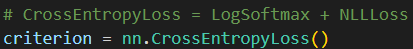 # CrossEntropyLoss = LogSoftmax + NLLLoss
criterion = nn.CrossEntropyLoss()